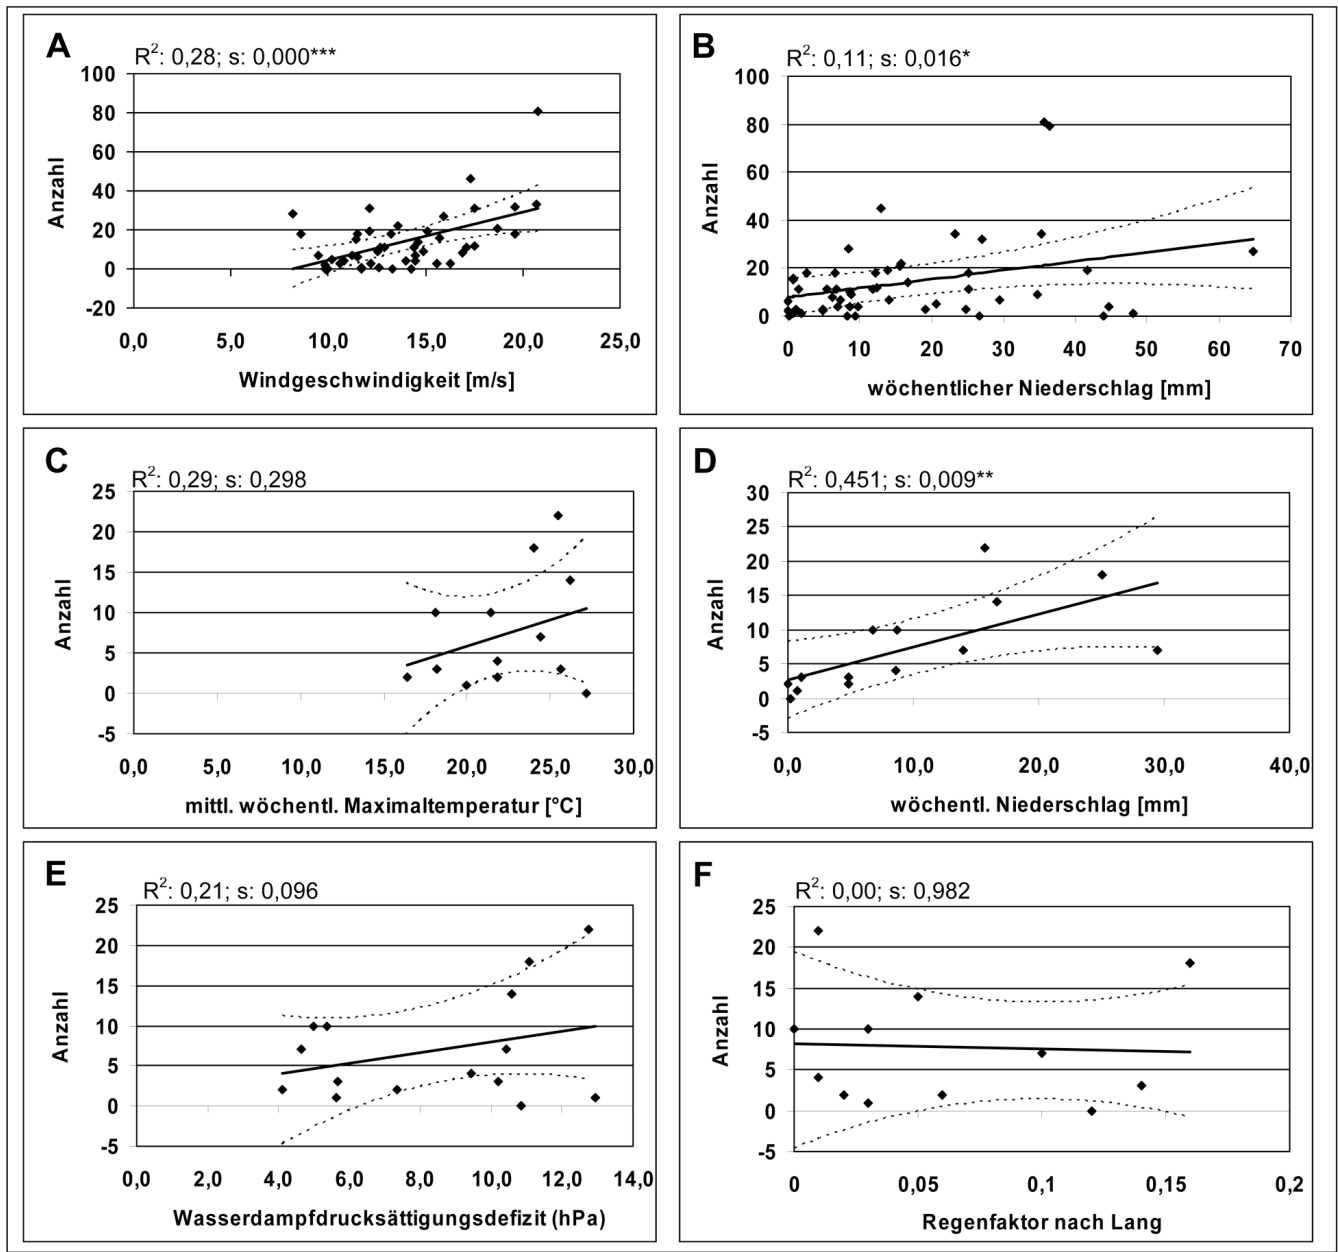 A
R²: 0,28; s: 0,000***
100
80
60
40
20
0
-20
Anzahl
0,0 5,0 10,0 15,0 20,0 25,0
Windgeschwindigkeit [m/s]
B
R²: 0,11; s: 0,016*
100
80
60
40
20
0
Anzahl
0 10 20 30 40 50 60 70
wöchentlicher Niederschlag [mm]
C
R²: 0,29; s: 0,298
25
20
15
10
5
0
-5
Anzahl
0,0 5,0 10,0 15,0 20,0 25,0 30,0
mittl. wöchentl. Maximaltemperatur [°C]
D
R²: 0,451; s: 0,009**
30
25
20
15
10
5
0
-5
Anzahl
0,0 10,0 20,0 30,0 40,0
wöchentl. Niederschlag [mm]
E
R²: 0,21; s: 0,096
25
20
15
10
5
0
-5
Anzahl
0,0 2,0 4,0 6,0 8,0 10,0 12,0 14,0
Wasserdampfdrucksättigungsdefizit (hPa)
F
R²: 0,00; s: 0,982
25
20
15
10
5
0
-5
Anzahl
0 0,05 0,1 0,15 0,2
Regenfaktor nach Lang